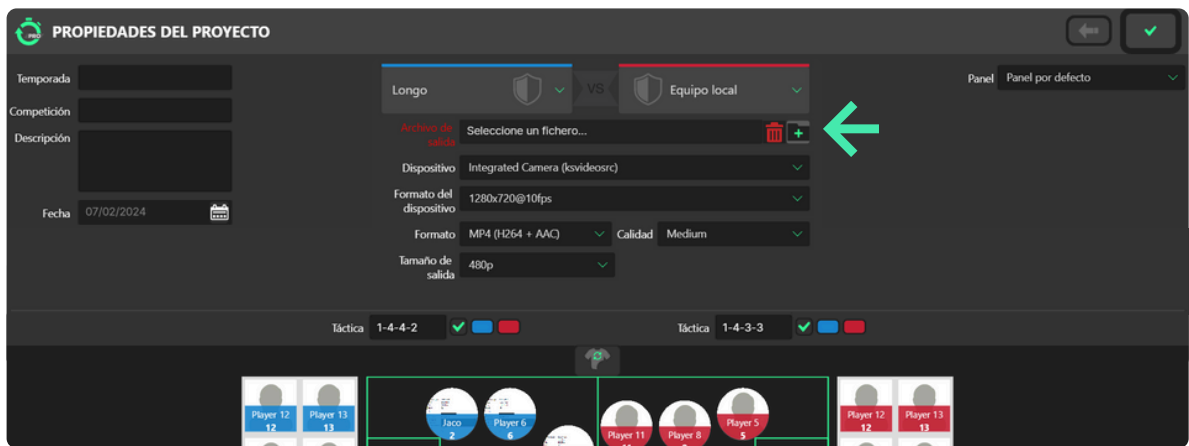 PRO
PROPIEDADES DEL PROYECTO
Temporada
Competición
Descripción
Fecha 07/02/2024
Longo
VS
Equipo local
Archivo de
salida
Seleccione un fichero...
Dispositivo Integrated Camera (ksvideosrc)
Formato del
dispositivo
1280x720@10fps
Formato MP4 (H264 + AAC) Calidad Medium
Tamaño de
salida
480p
Panel Panel por defecto
Táctica 1-4-4-2
Táctica 1-4-3-3
Player 12
12
Player 13
13
Jaco
2
Player 6
6
Player 11
Player 8
Player 5
5
Player 12
12
Player 13
13